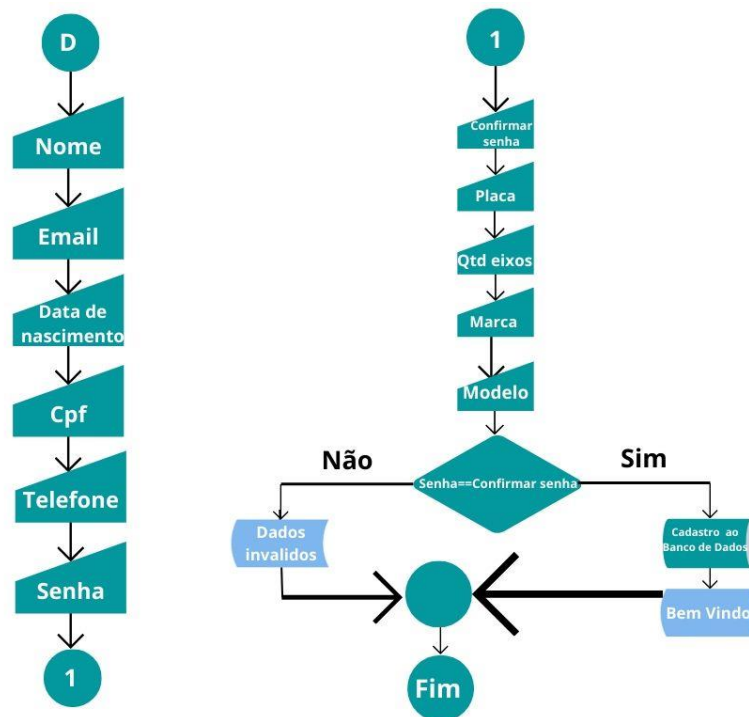 D
Nome
Email
Data de
nascimento
Cpf
Telefone
Senha
1
1
Confirmar
senha
Placa
Qtd eixos
Marca
Modelo
Senha==Confirmar senha
Não
Sim
Dados
invalidos
Cadastro ao
Banco de Dados
Bem Vindo
Fim